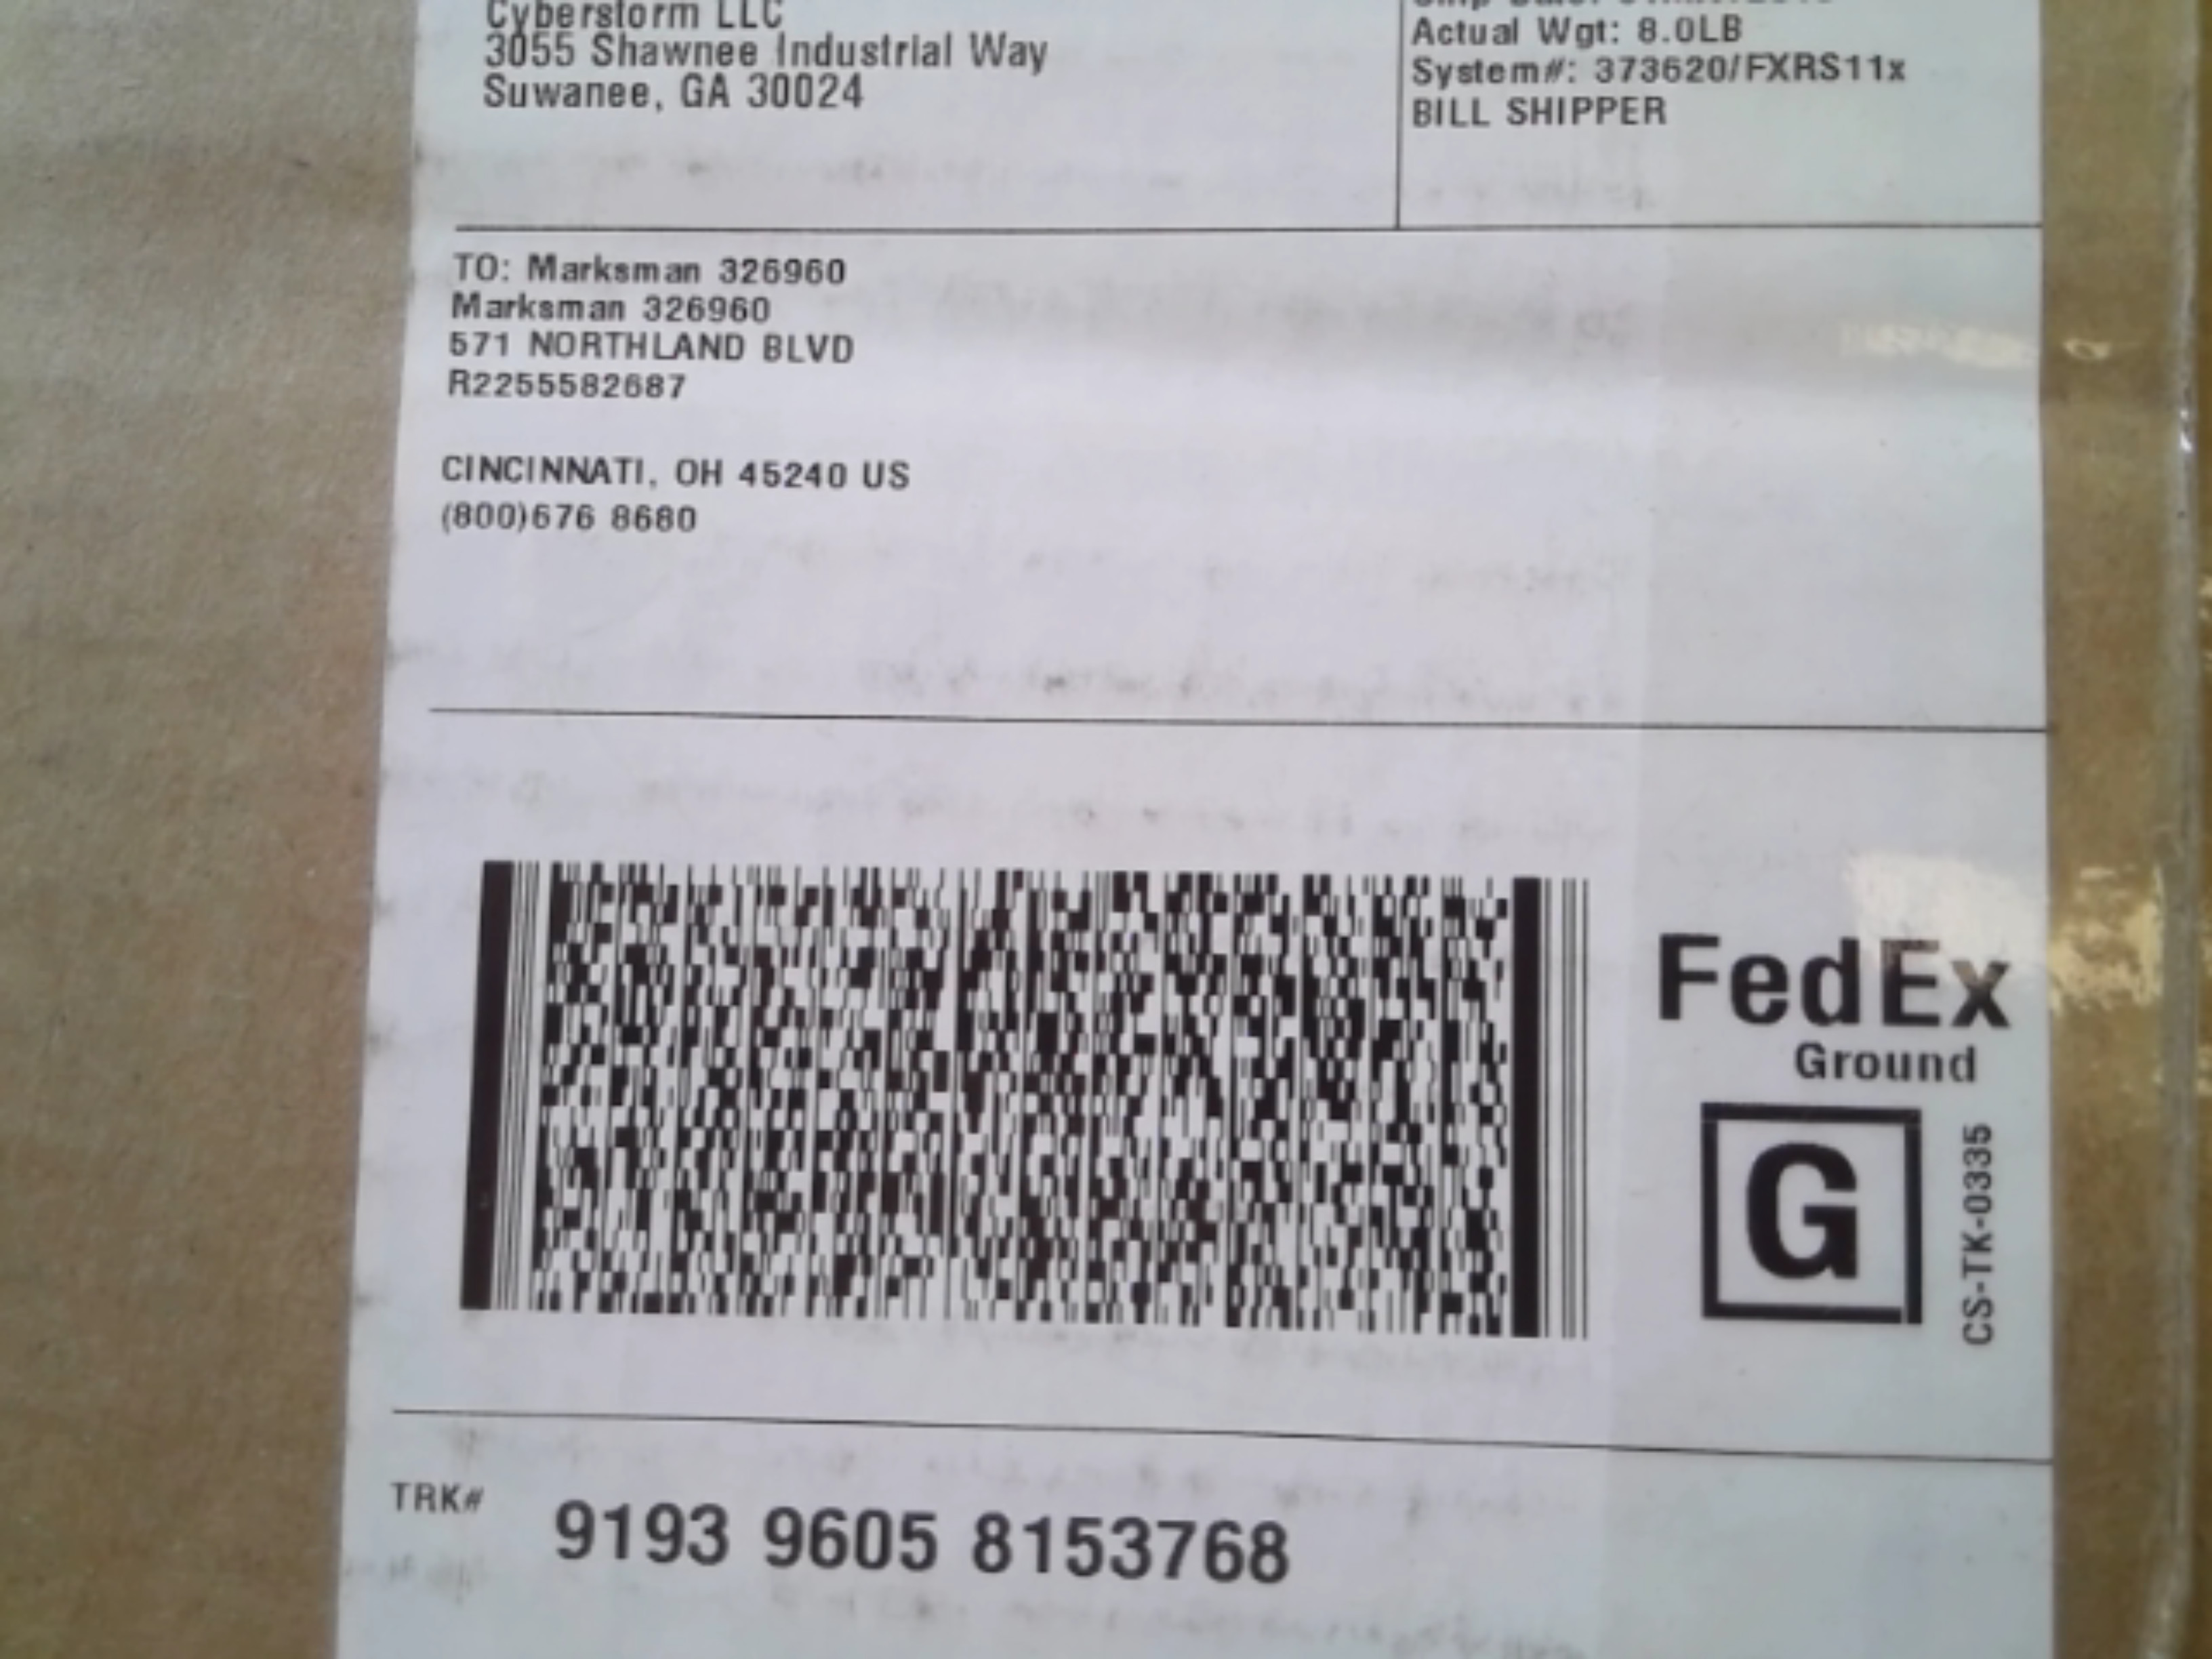 Cyberstorm LLC
3055 Shawnee Industrial Way
Suwanee, GA 30024
Actual Wgt: 8.0LB
System#: 373620/FXRS11x
BILL SHIPPER
TO: Marksman 326960
Marksman 326960
571 NORTHLAND BLVD
R2255582687
CINCINNATI, OH 45240 US
(800)676 8680
FedEx
Ground
G
CS-TK-0335
TRK#
9193 9605 8153768